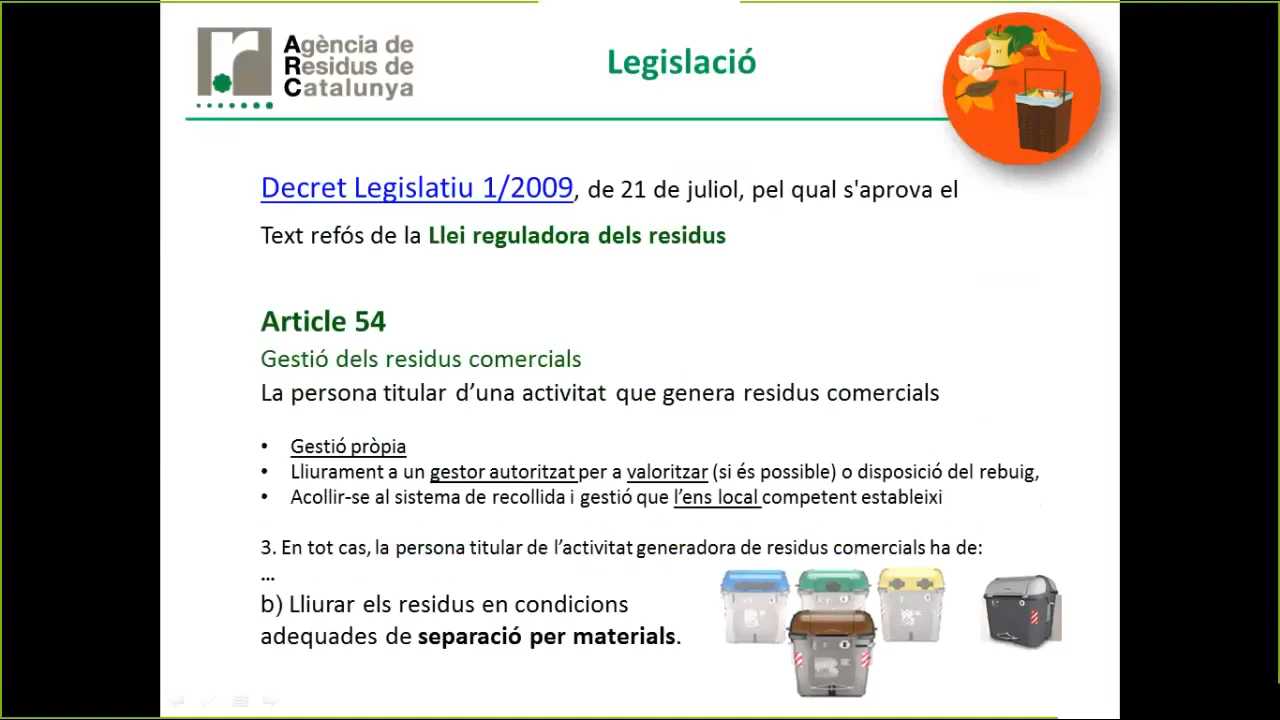 Agència de
Residus de
Catalunya
Legislació
Decret Legislatiu 1/2009, de 21 de juliol, pel qual s'aprova el
Text refós de la Llei reguladora dels residus
Article 54
Gestió dels residus comercials
La persona titular d’una activitat que genera residus comercials
• Gestió pròpia
• Lliurament a un gestor autoritzat per a valoritzar (si és possible) o disposició del rebuig,
• Acollir-se al sistema de recollida i gestió que l’ens local competent estableixi
3. En tot cas, la persona titular de l’activitat generadora de residus comercials ha de:
...
b) Lliurar els residus en condicions
adequades de separació per materials.